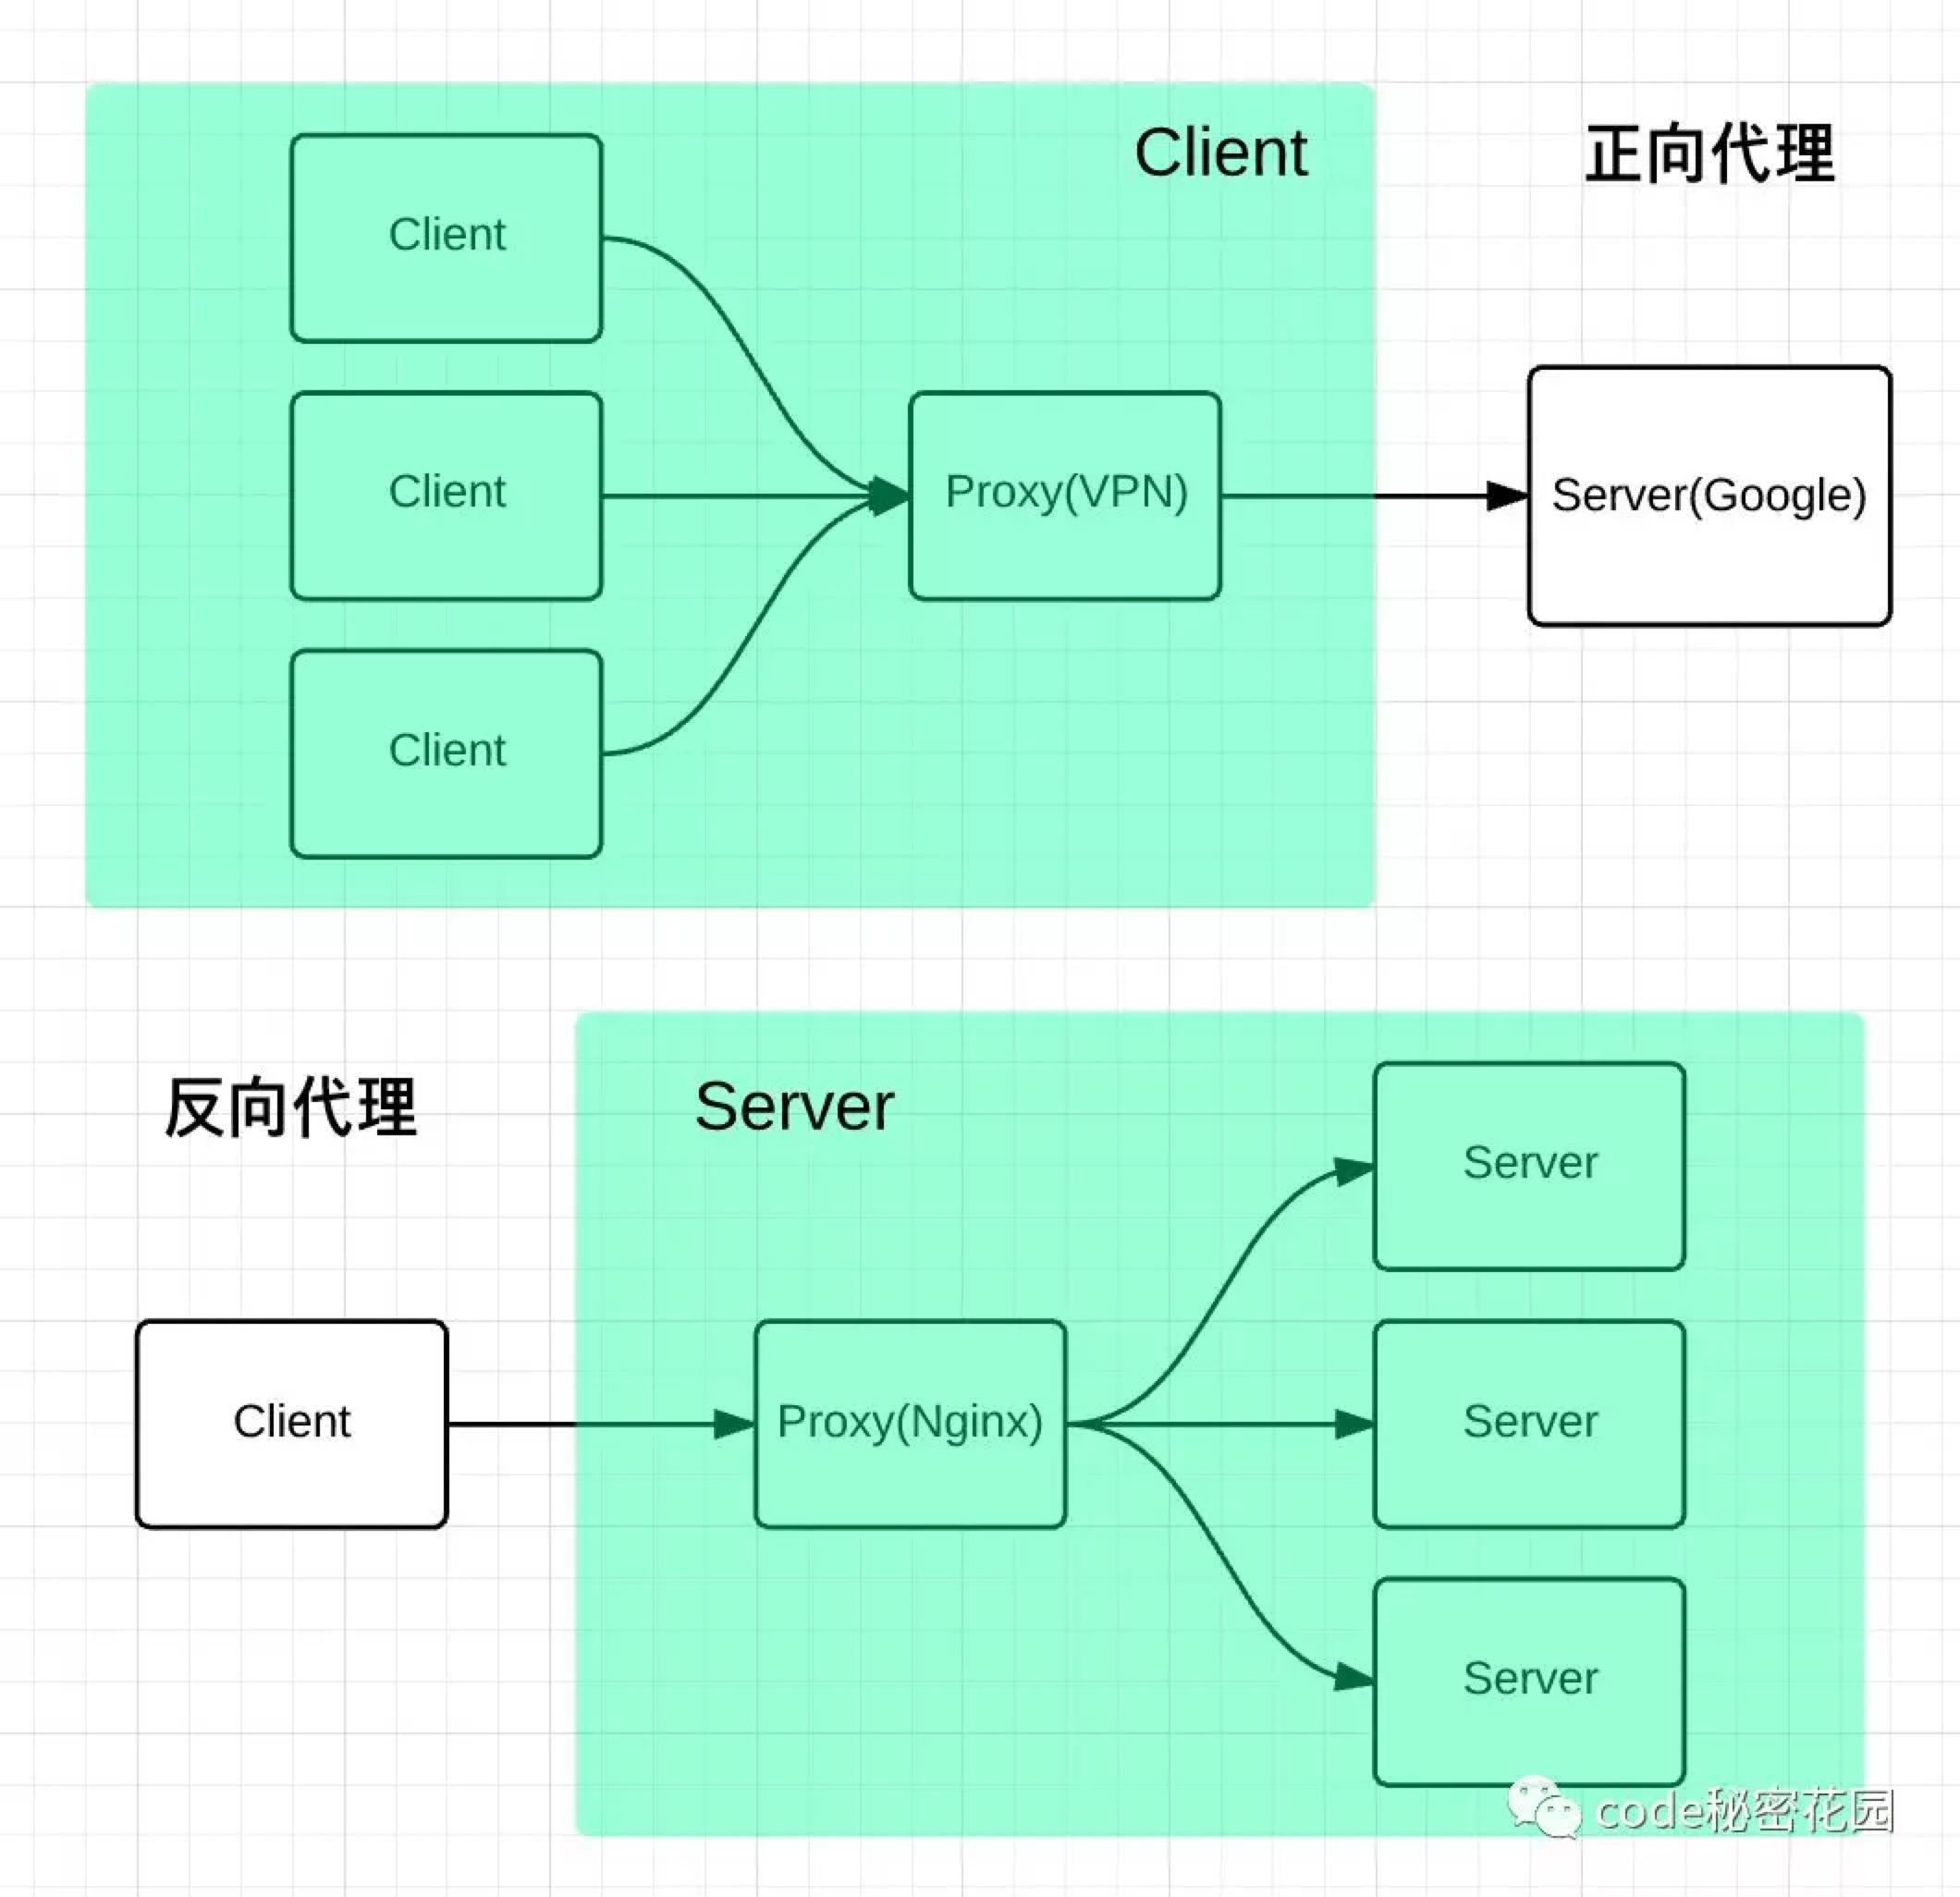 Client
正向代理
Client
Client
Proxy(VPN)
Server(Google)
Client
反向代理
Server
Server
Client
Proxy(Nginx)
Server
Server
code秘密花园